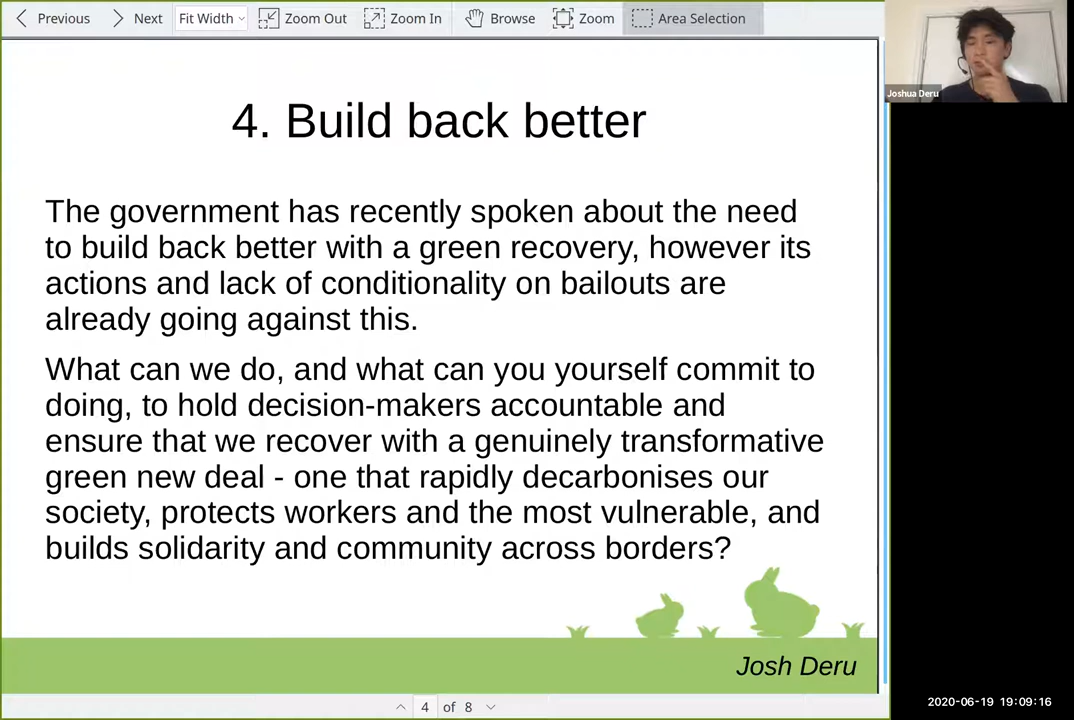 Previous Next Fit Width Zoom Out Zoom In Browse Zoom Area Selection
Joshua Deru
4. Build back better
The government has recently spoken about the need
to build back better with a green recovery, however its
actions and lack of conditionality on bailouts are
already going against this.
What can we do, and what can you yourself commit to
doing, to hold decision-makers accountable and
ensure that we recover with a genuinely transformative
green new deal - one that rapidly decarbonises our
society, protects workers and the most vulnerable, and
builds solidarity and community across borders?
Josh Deru
4 of 8
2020-06-19 19:09:16